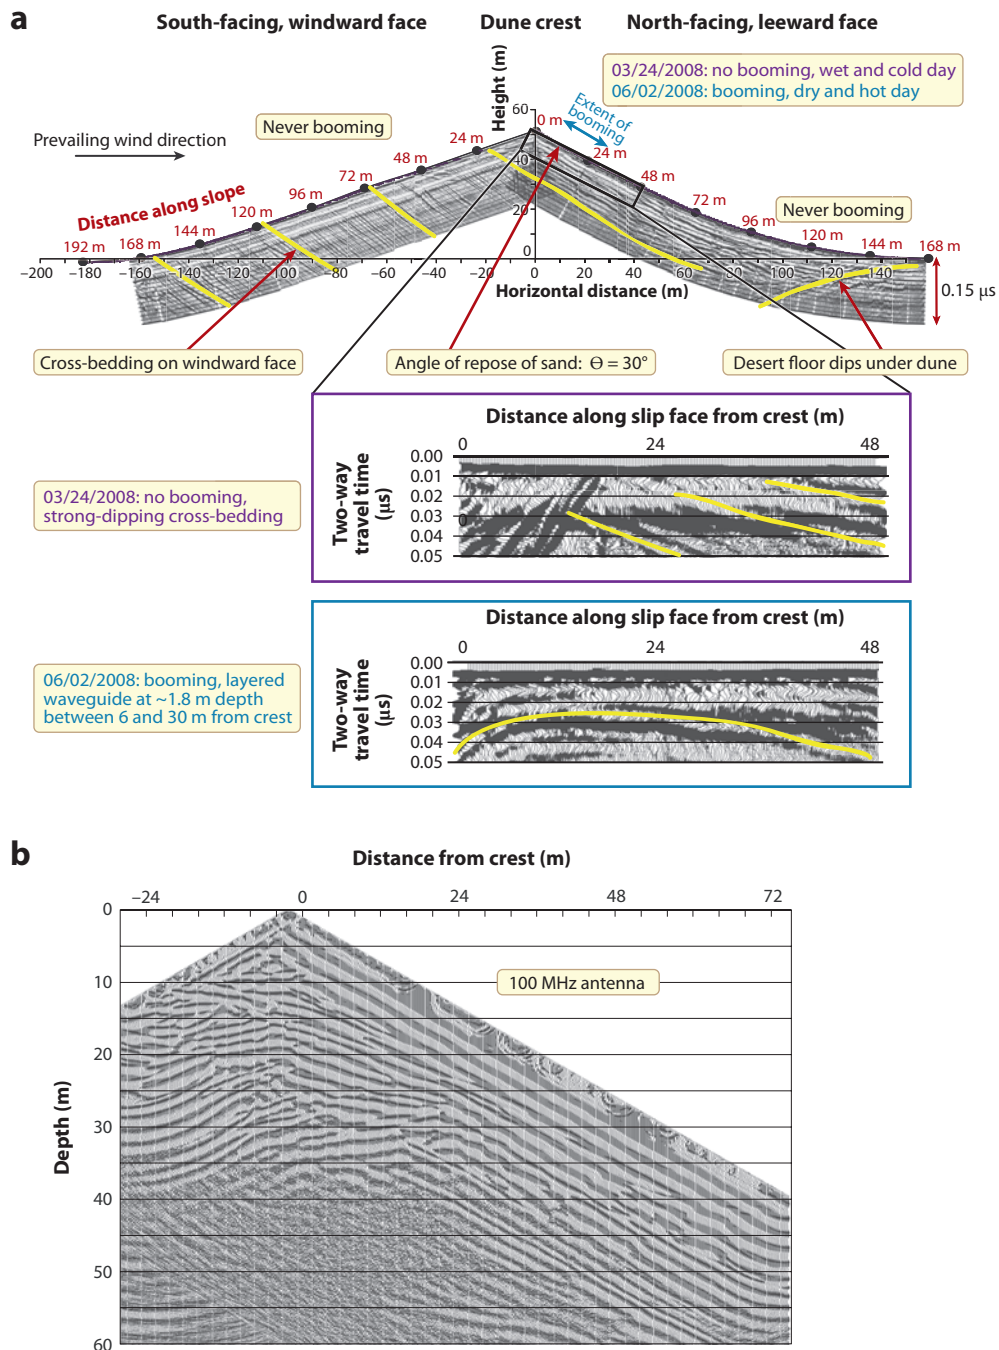 a
South-facing, windward face
Dune crest
North-facing, leeward face
03/24/2008: no booming, wet and cold day
06/02/2008: booming, dry and hot day
Height (m)
60
40
20
0
Extent of
booming
Never booming
Prevailing wind direction
Distance along slope
192 m
168 m
144 m
120 m
96 m
72 m
48 m
24 m
0 m
24 m
48 m
72 m
96 m
120 m
144 m
168 m
Never booming
−200
−180
−160
−140
−120
−100
−80
−60
−40
−20
0
20
40
60
80
100
120
140
Horizontal distance (m)
0.15 μs
Cross-bedding on windward face
Angle of repose of sand: Θ = 30°
Desert floor dips under dune
03/24/2008: no booming,
strong-dipping cross-bedding
Distance along slip face from crest (m)
0
24
48
Two-way
travel time
(μs)
0.00
0.01
0.02
0.03
0.04
0.05
0
06/02/2008: booming, layered
waveguide at ~1.8 m depth
between 6 and 30 m from crest
Distance along slip face from crest (m)
0
24
48
Two-way
travel time
(μs)
0.00
0.01
0.02
0.03
0.04
0.05
b
Distance from crest (m)
−24
0
24
48
72
100 MHz antenna
Depth (m)
0
10
20
30
40
50
60